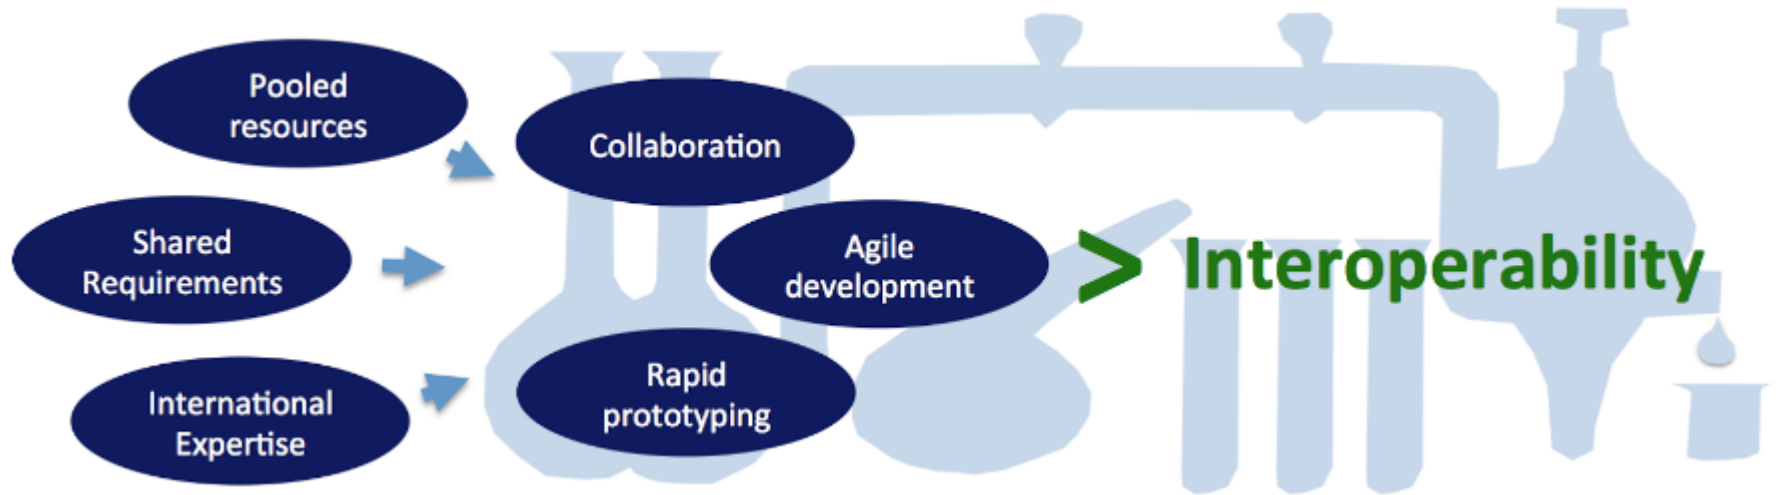 Pooled
resources
Collaboration
Shared
Requirements
Agile
development
> Interoperability
International
Expertise
Rapid
prototyping